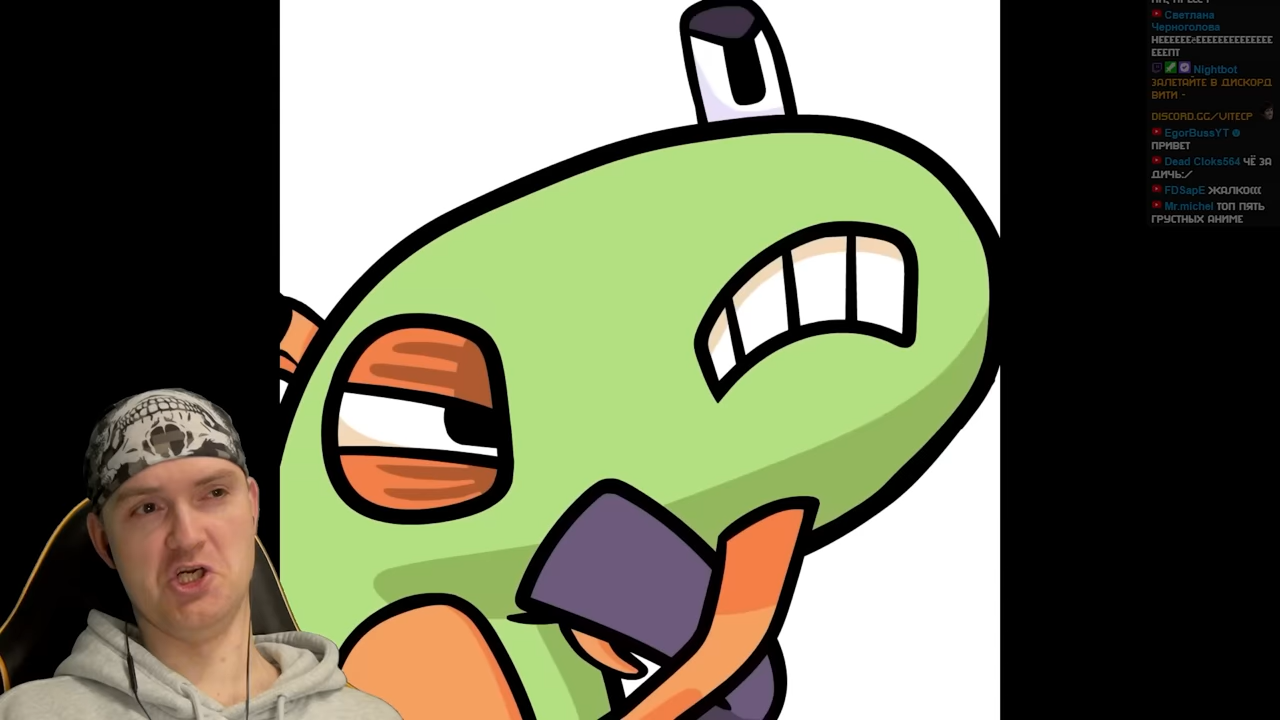 Светлана
Черноголова
НЕЕЕЕЕЕЕЕЕЕЕЕЕЕЕЕЕЕЕ
ЕЕЕПТ
Nightbot
ЗАЛЕТАЙТЕ В ДИСКОРД
ВИТИ -
DISCORD.GG/VITECP
EgorBussYT
ПРИВЕТ
Dead Cloks564 ЧЁ ЗА
ДИЧЬ:/
FDSapE ЖАЛКО(((
Mr.michel ТОП ПЯТЬ
ГРУСТНЫХ АНИМЕ